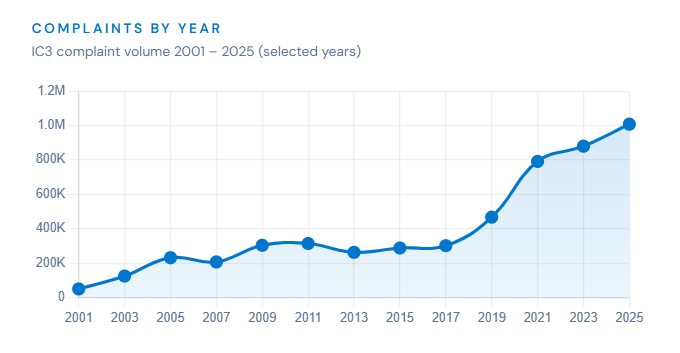 COMPLAINTS BY YEAR
IC3 complaint volume 2001 – 2025 (selected years)
1.2M
1.0M
800K
600K
400K
200K
0
2001 2003 2005 2007 2009 2011 2013 2015 2017 2019 2021 2023 2025